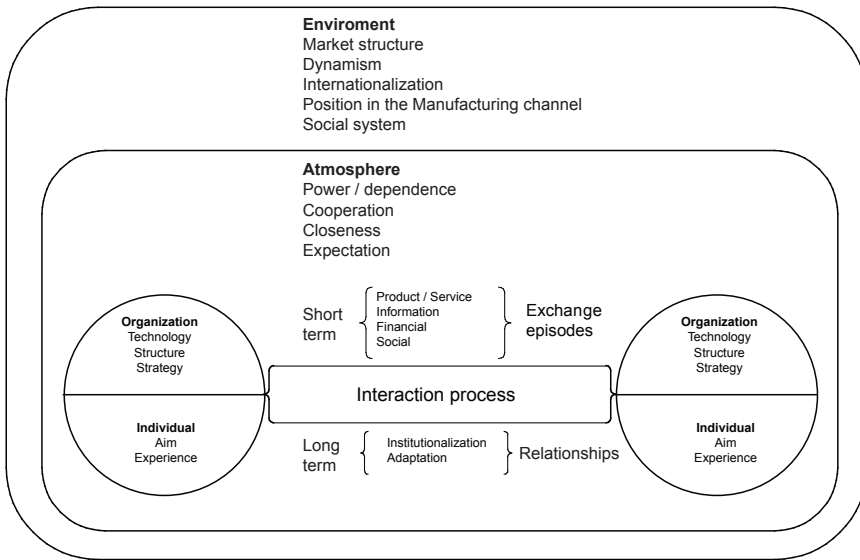 Enviroment
Market structure
Dynamism
Internationalization
Position in the Manufacturing channel
Social system
Atmosphere
Power / dependence
Cooperation
Closeness
Expectation
Organization
Technology
Structure
Strategy
Individual
Aim
Experience
Short
term
Product / Service
Information
Financial
Social
Exchange
episodes
Interaction process
Long
term
Institutionalization
Adaptation
Relationships
Organization
Technology
Structure
Strategy
Individual
Aim
Experience